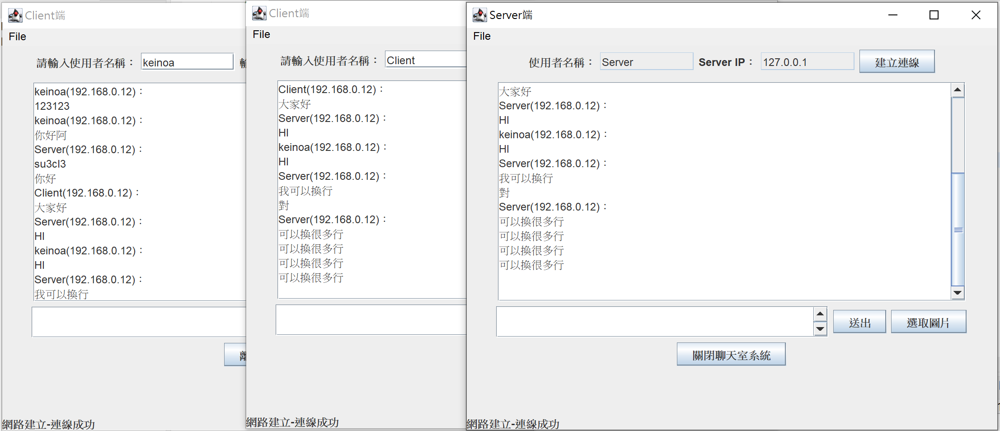 Client端
File
請輸入使用者名稱： keinoa
keinoa(192.168.0.12)：
123123
keinoa(192.168.0.12)：
你好阿
Server(192.168.0.12)：
su3cl3
你好
Client(192.168.0.12)：
大家好
Server(192.168.0.12)：
HI
keinoa(192.168.0.12)：
HI
Server(192.168.0.12)：
我可以換行
網路建立-連線成功
Client端
File
請輸入使用者名稱： Client
Client(192.168.0.12)：
大家好
Server(192.168.0.12)：
HI
keinoa(192.168.0.12)：
HI
Server(192.168.0.12)：
我可以換行
對
Server(192.168.0.12)：
可以換很多行
可以換很多行
可以換很多行
可以換很多行
網路建立-連線成功
Server端
File
使用者名稱： Server Server IP： 127.0.0.1 建立連線
大家好
Server(192.168.0.12)：
HI
keinoa(192.168.0.12)：
HI
Server(192.168.0.12)：
我可以換行
對
Server(192.168.0.12)：
可以換很多行
可以換很多行
可以換很多行
可以換很多行
送出 選取圖片
關閉聊天室系統
網路建立-連線成功